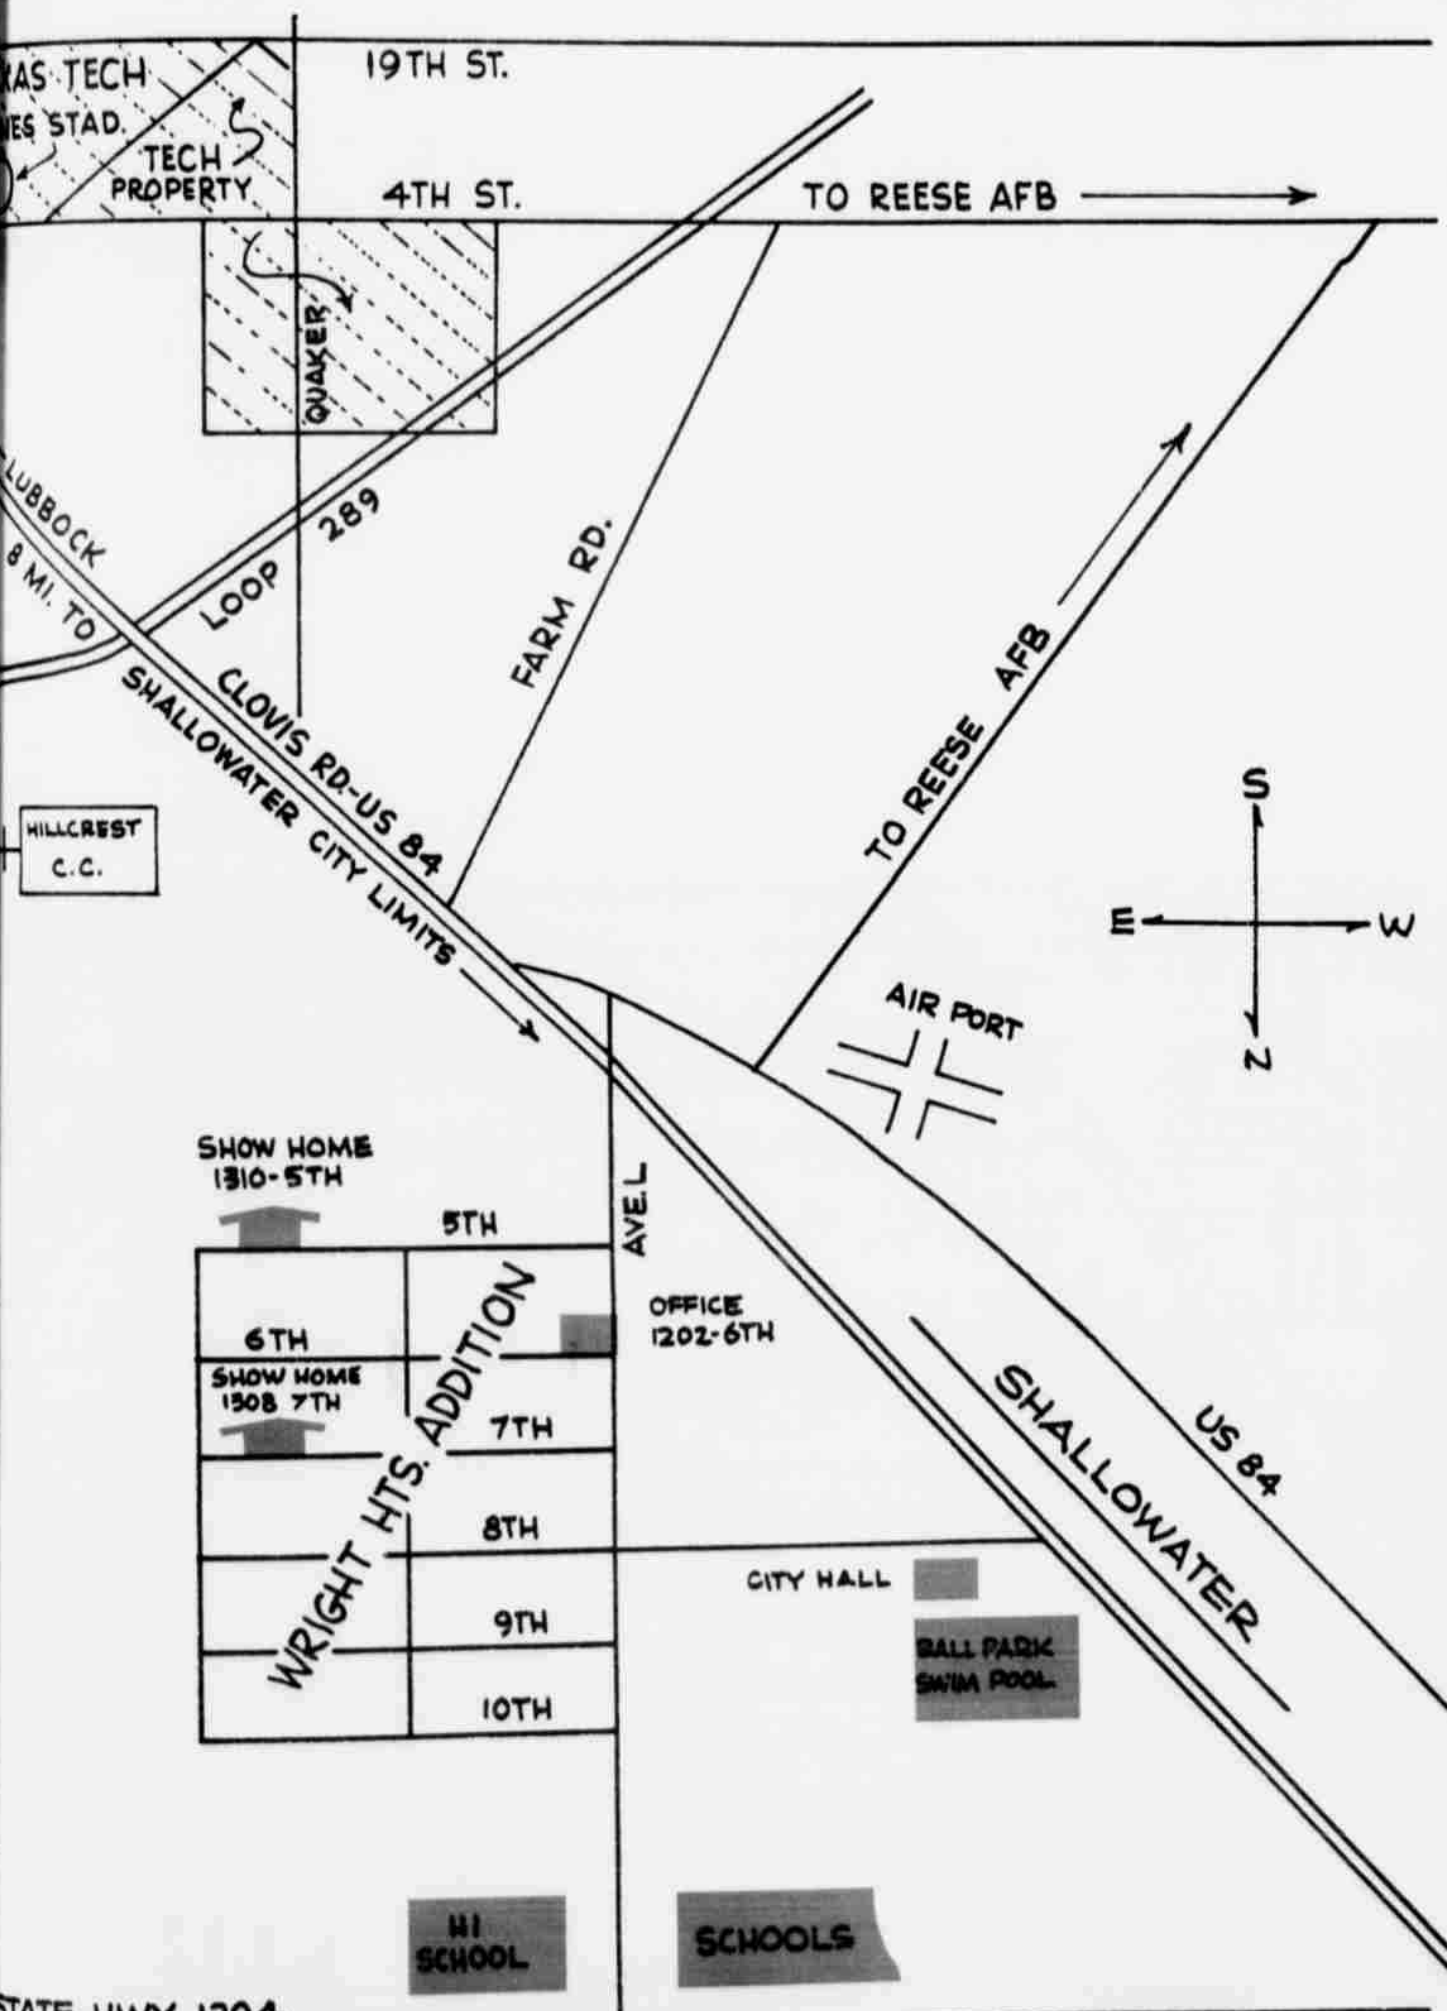 19TH ST.
TECH
STAD.
TECH
PROPERTY
4TH ST.
TO REESE AFB
QUAKER
LUBBOCK
8 MI. TO
LOOP 289
FARM RD.
CLOVIS RD.-US 84
SHALLOWATER CITY LIMITS
TO REESE AFB
HILLCREST
C.C.
S
E
W
N
AIR PORT
SHOW HOME
1310-5TH
5TH
AVE. L
OFFICE
1202-6TH
6TH
SHOW HOME
1308 7TH
7TH
WRIGHT HTS. ADDITION
8TH
9TH
10TH
US 84
SHALLOWATER
CITY HALL
BALL PARK
SWIM POOL
HI
SCHOOL
SCHOOLS
STATE HWY. 1294